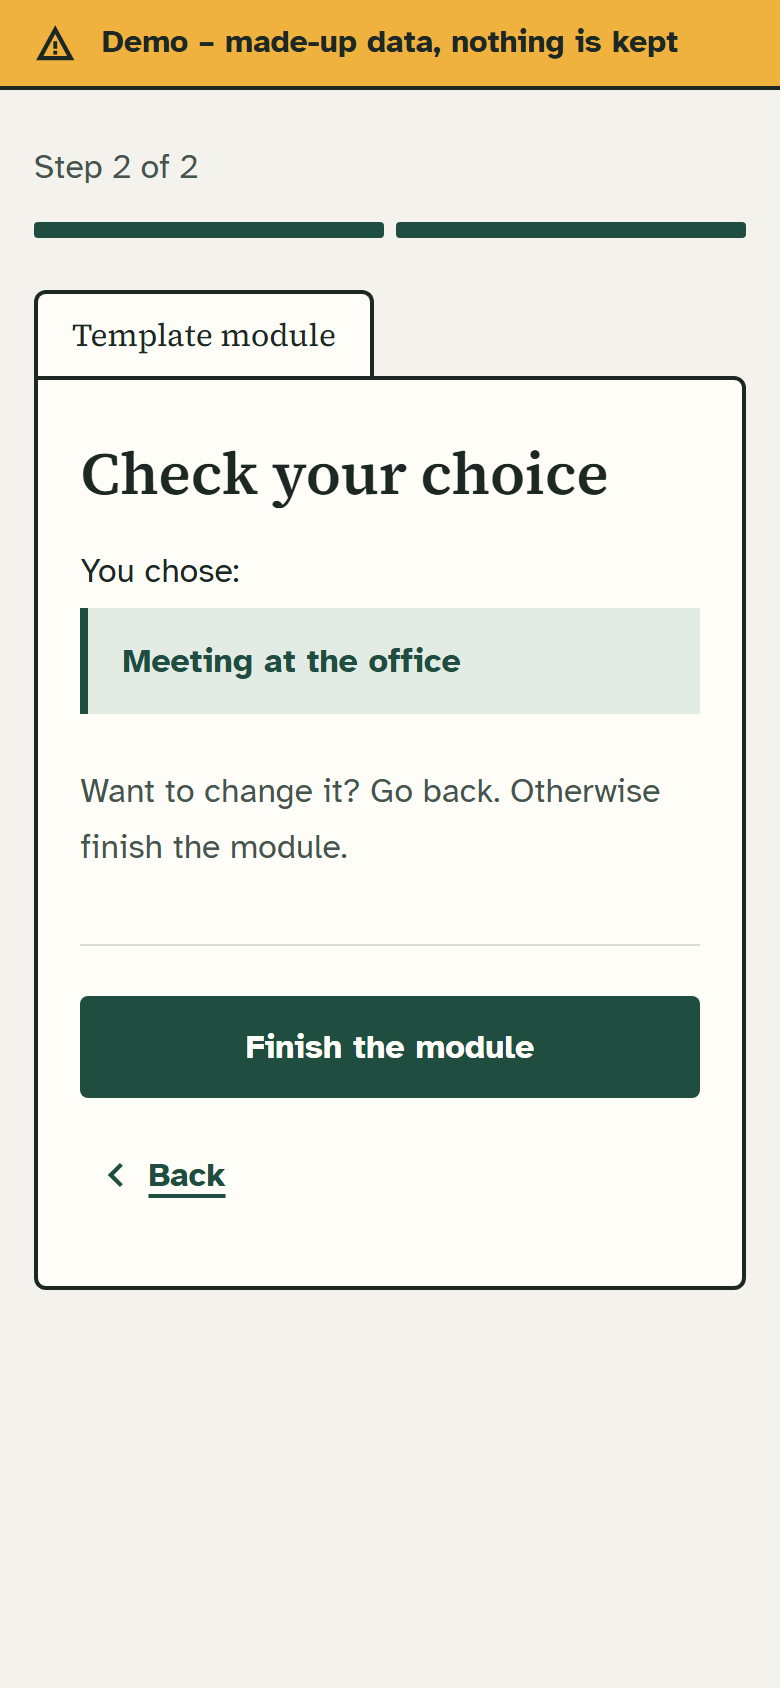 Demo – made-up data, nothing is kept
Step 2 of 2
Template module
Check your choice
You chose:
Meeting at the office
Want to change it? Go back. Otherwise
finish the module.
Finish the module
Back